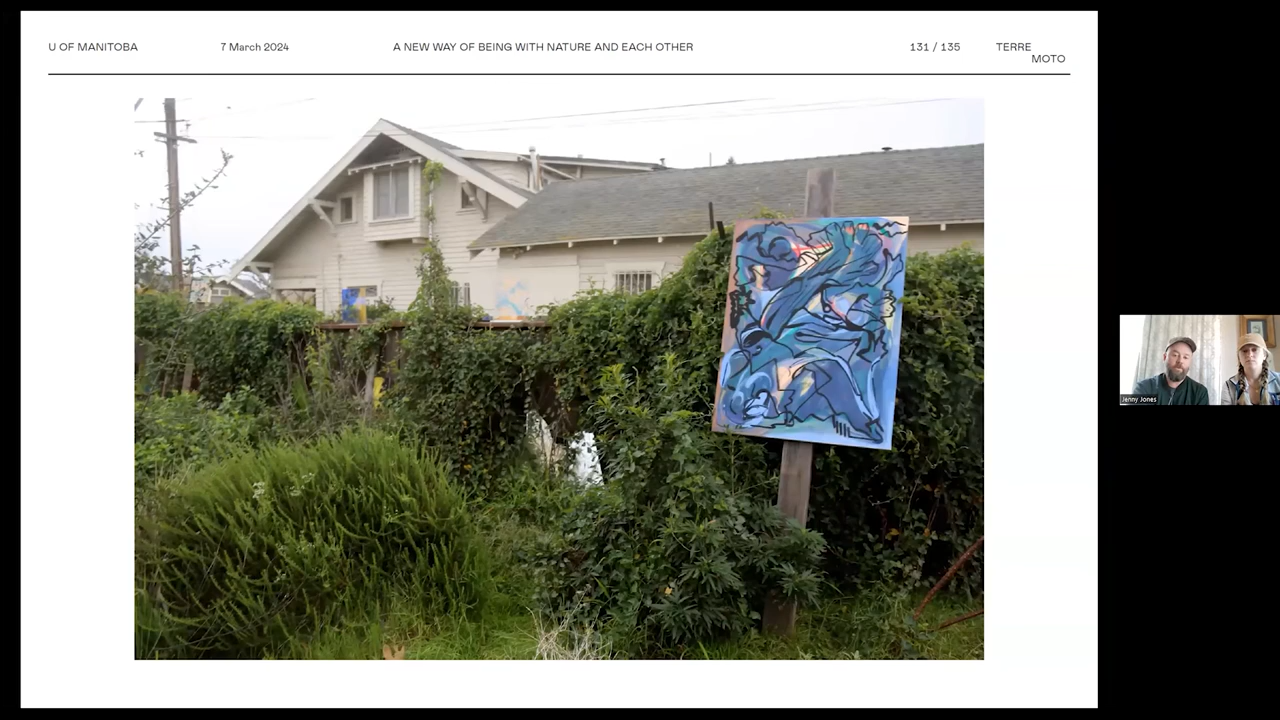 U OF MANITOBA
7 March 2024
A NEW WAY OF BEING WITH NATURE AND EACH OTHER
131 / 135
TERRE
MOTO
Jenny Jones